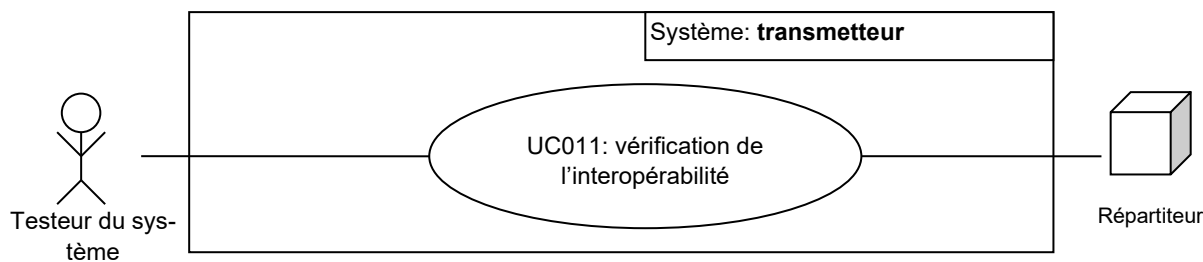 Système: transmetteur
UC011: vérification de
l’interopérabilité
Testeur du sys-
tème
Répartiteur